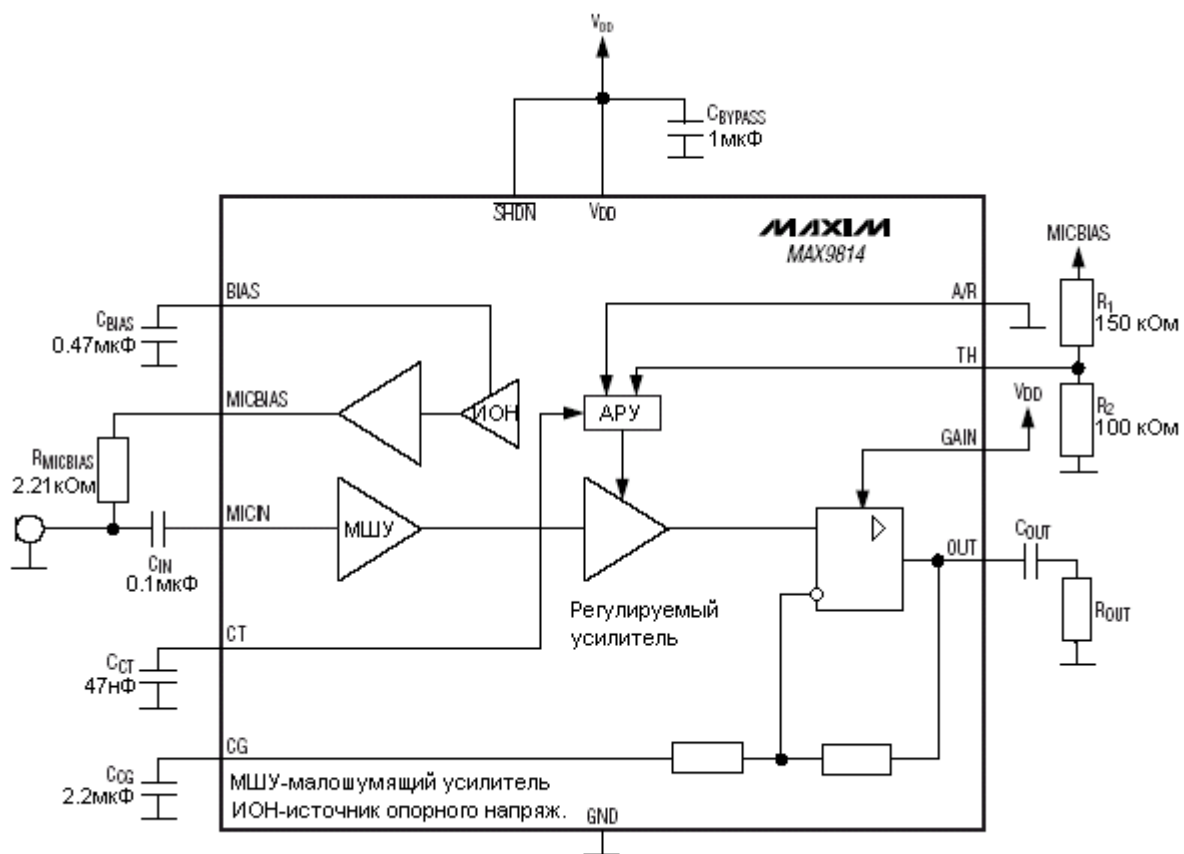 VDD
CBYPASS
1мкФ
SHDN
VDD
MAXIM
MAX9814
MICBIAS
BIAS
A/R
R1
150 кОм
CBIAS
0.47мкФ
TH
MICBIAS
ИОН
АРУ
VDD
R2
100 кОм
GAIN
RMICBIAS
2.21кОм
MICIN
МШУ
CIN
0.1мкФ
OUT
COUT
ROUT
Регулируемый
усилитель
CT
CCT
47нФ
CG
CCG
2.2мкФ
МШУ-малошумящий усилитель
ИОН-источник опорного напряж.
GND